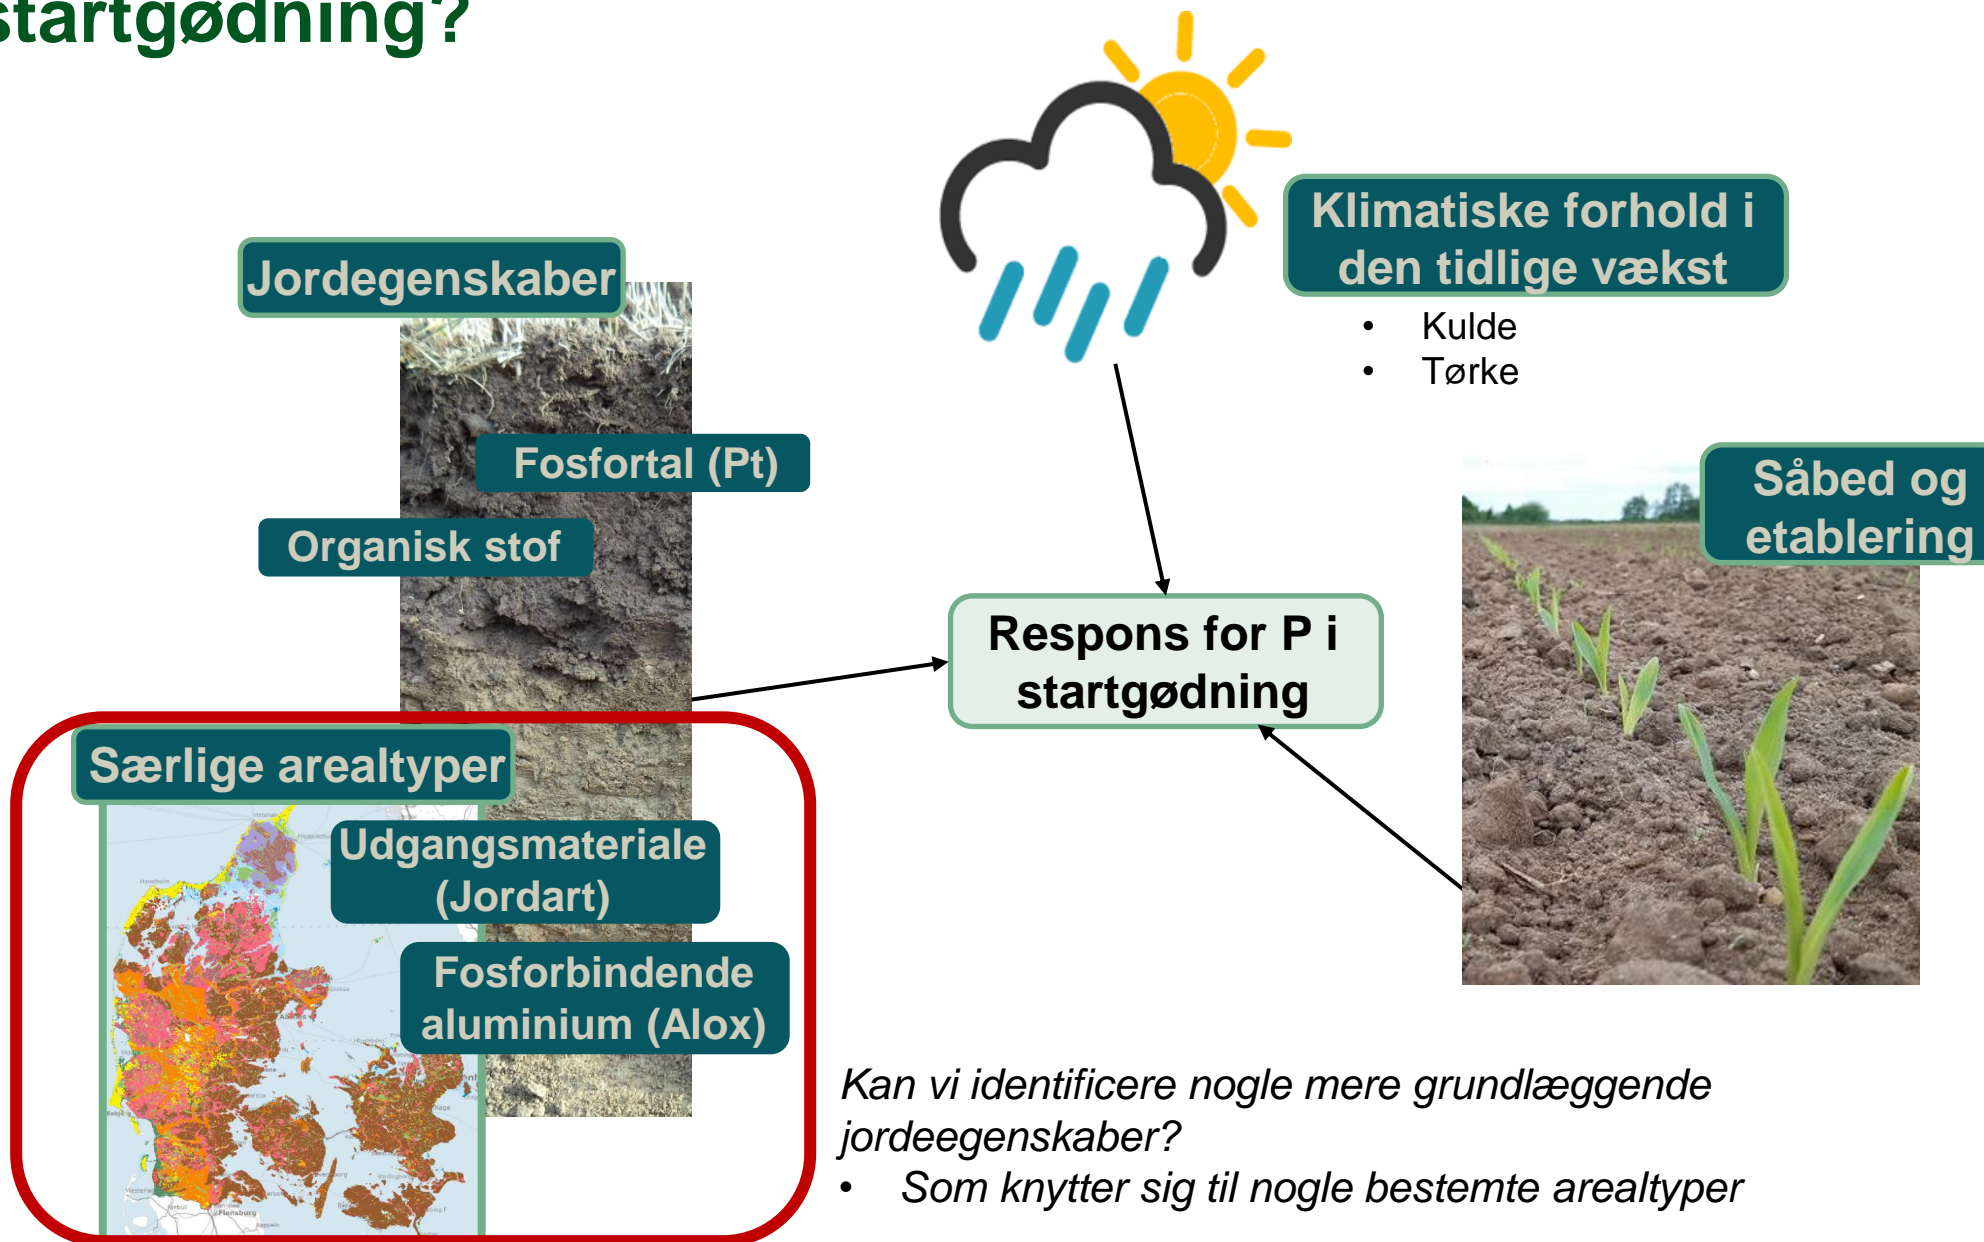 startgødning?
Klimatiske forhold i
den tidlige vækst
Jordegenskaber
• Kulde
• Tørke
Fosfortal (Pt)
Såbed og
etablering
Organisk stof
Respons for P i
startgødning
Særlige arealtyper
Udgangsmateriale
(Jordart)
Fosforbindende
aluminium (Alox)
Kan vi identificere nogle mere grundlæggende
jordeegenskaber?
• Som knytter sig til nogle bestemte arealtyper
Flensburg